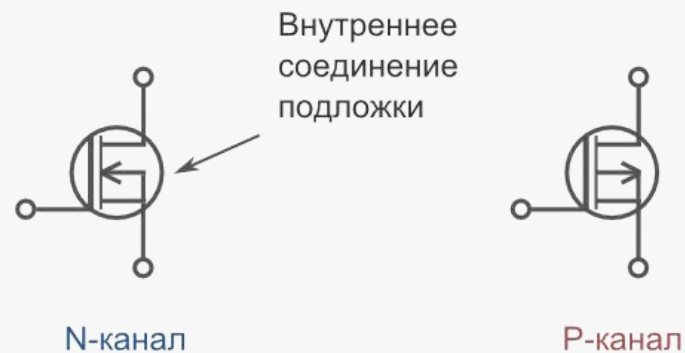 Внутреннее
соединение
подложки
N-канал
P-канал